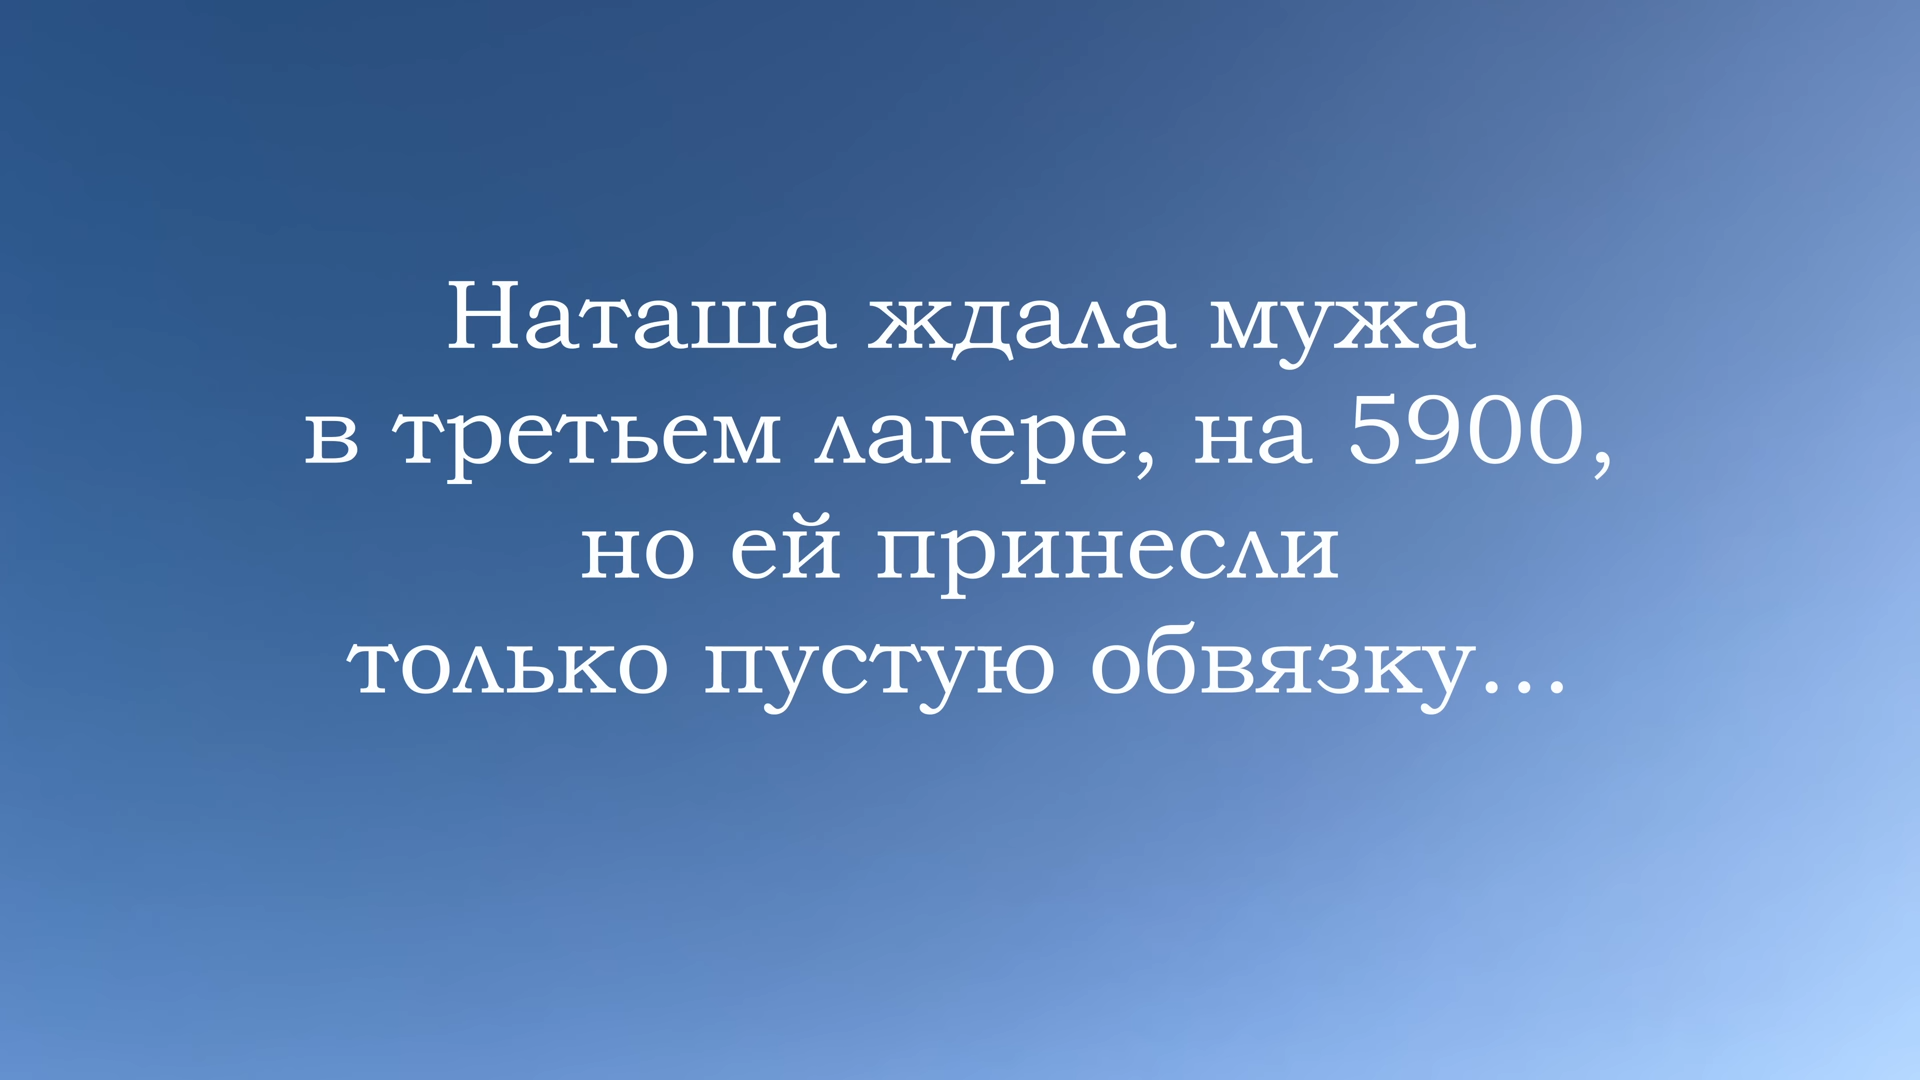 Наташа ждала мужа
в третьем лагере, на 5900,
но ей принесли
только пустую обвязку...